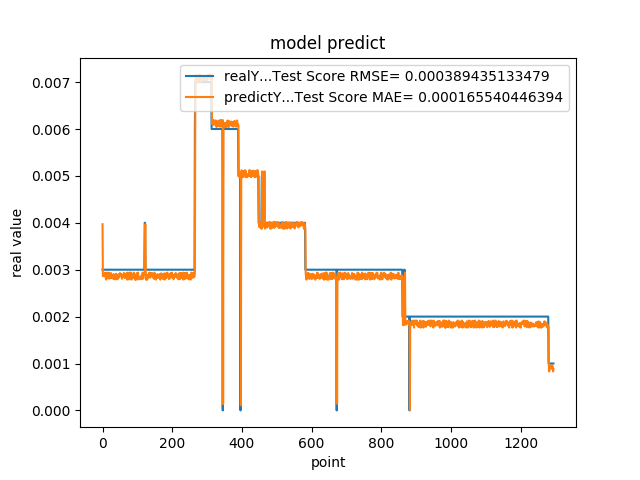 model predict
realY...Test Score RMSE= 0.000389435133479
predictY...Test Score MAE= 0.000165540446394
0.007
0.006
0.005
0.004
0.003
0.002
0.001
0.000
real value
0 200 400 600 800 1000 1200
point